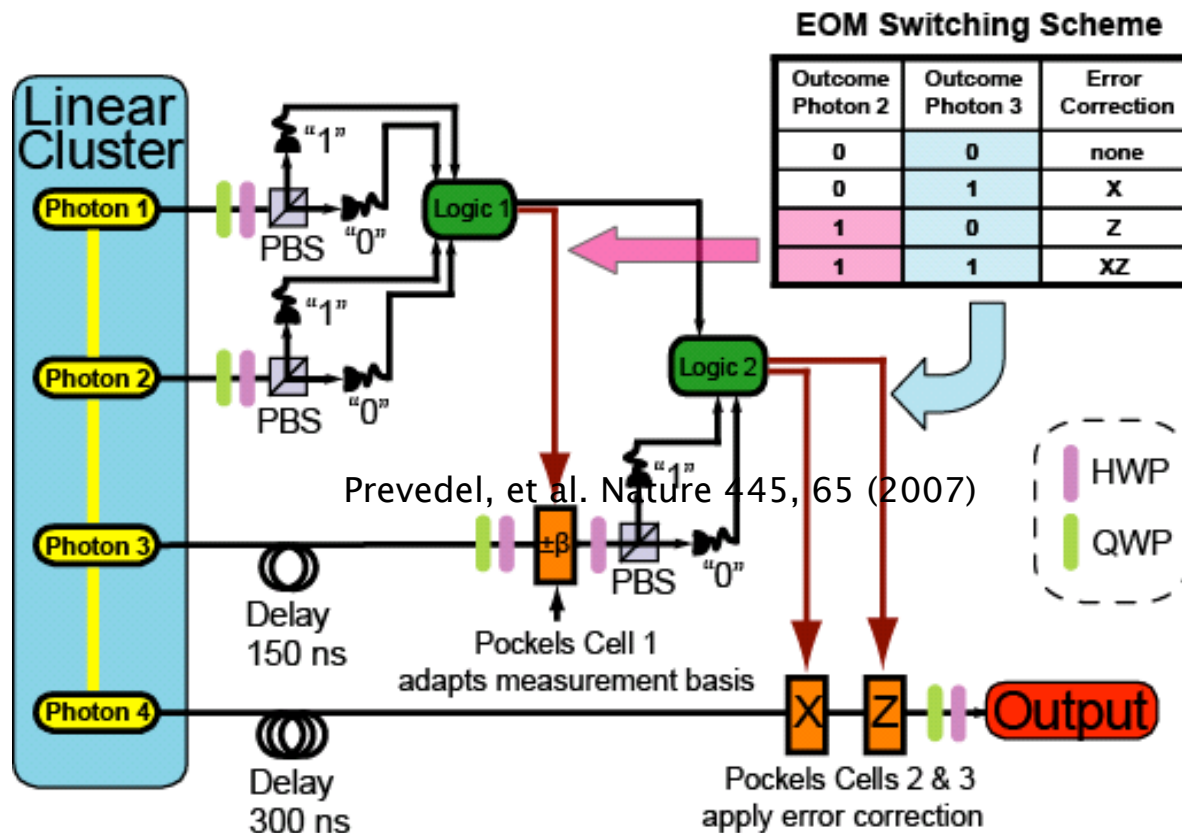 EOM Switching Scheme
Outcome Photon 2 Outcome Photon 3 Error Correction
0 0 none
0 1 X
1 0 Z
1 1 XZ
Linear
Cluster
Photon 1
"1"
"0"
PBS
Logic 1
Photon 2
"1"
"0"
PBS
Logic 2
Prevedel, et al. Nature 445, 65 (2007)
Photon 3
Delay
150 ns
±β
"1"
"0"
PBS
Pockels Cell 1
adapts measurement basis
HWP
QWP
Photon 4
Delay
300 ns
X
Z
Output
Pockels Cells 2 & 3
apply error correction